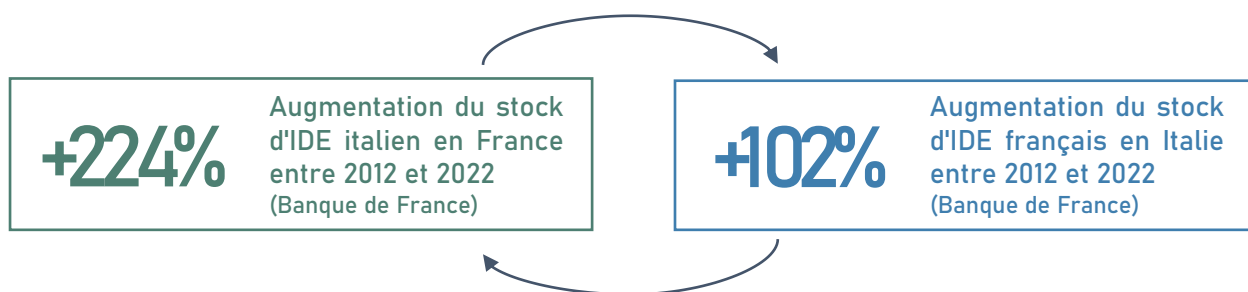 +224%
Augmentation du stock
d'IDE italien en France
entre 2012 et 2022
(Banque de France)
+102%
Augmentation du stock
d'IDE français en Italie
entre 2012 et 2022
(Banque de France)